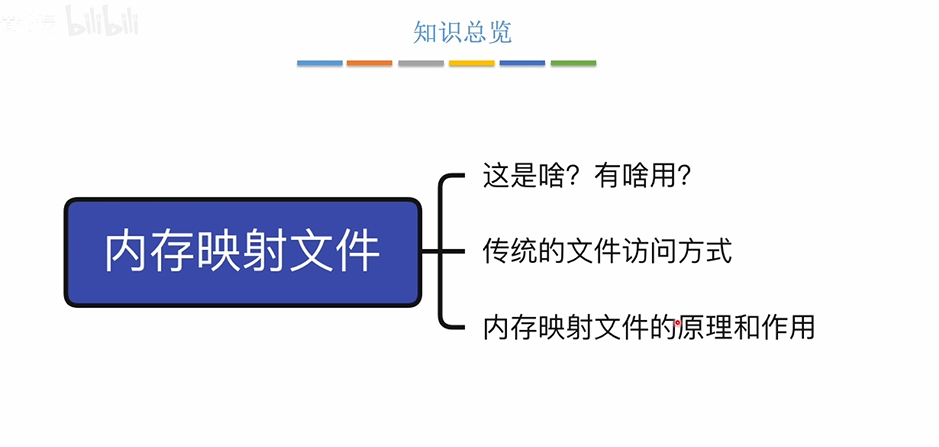 bilibili
知识总览
这是啥？有啥用？
内存映射文件
传统的文件访问方式
内存映射文件的原理和作用